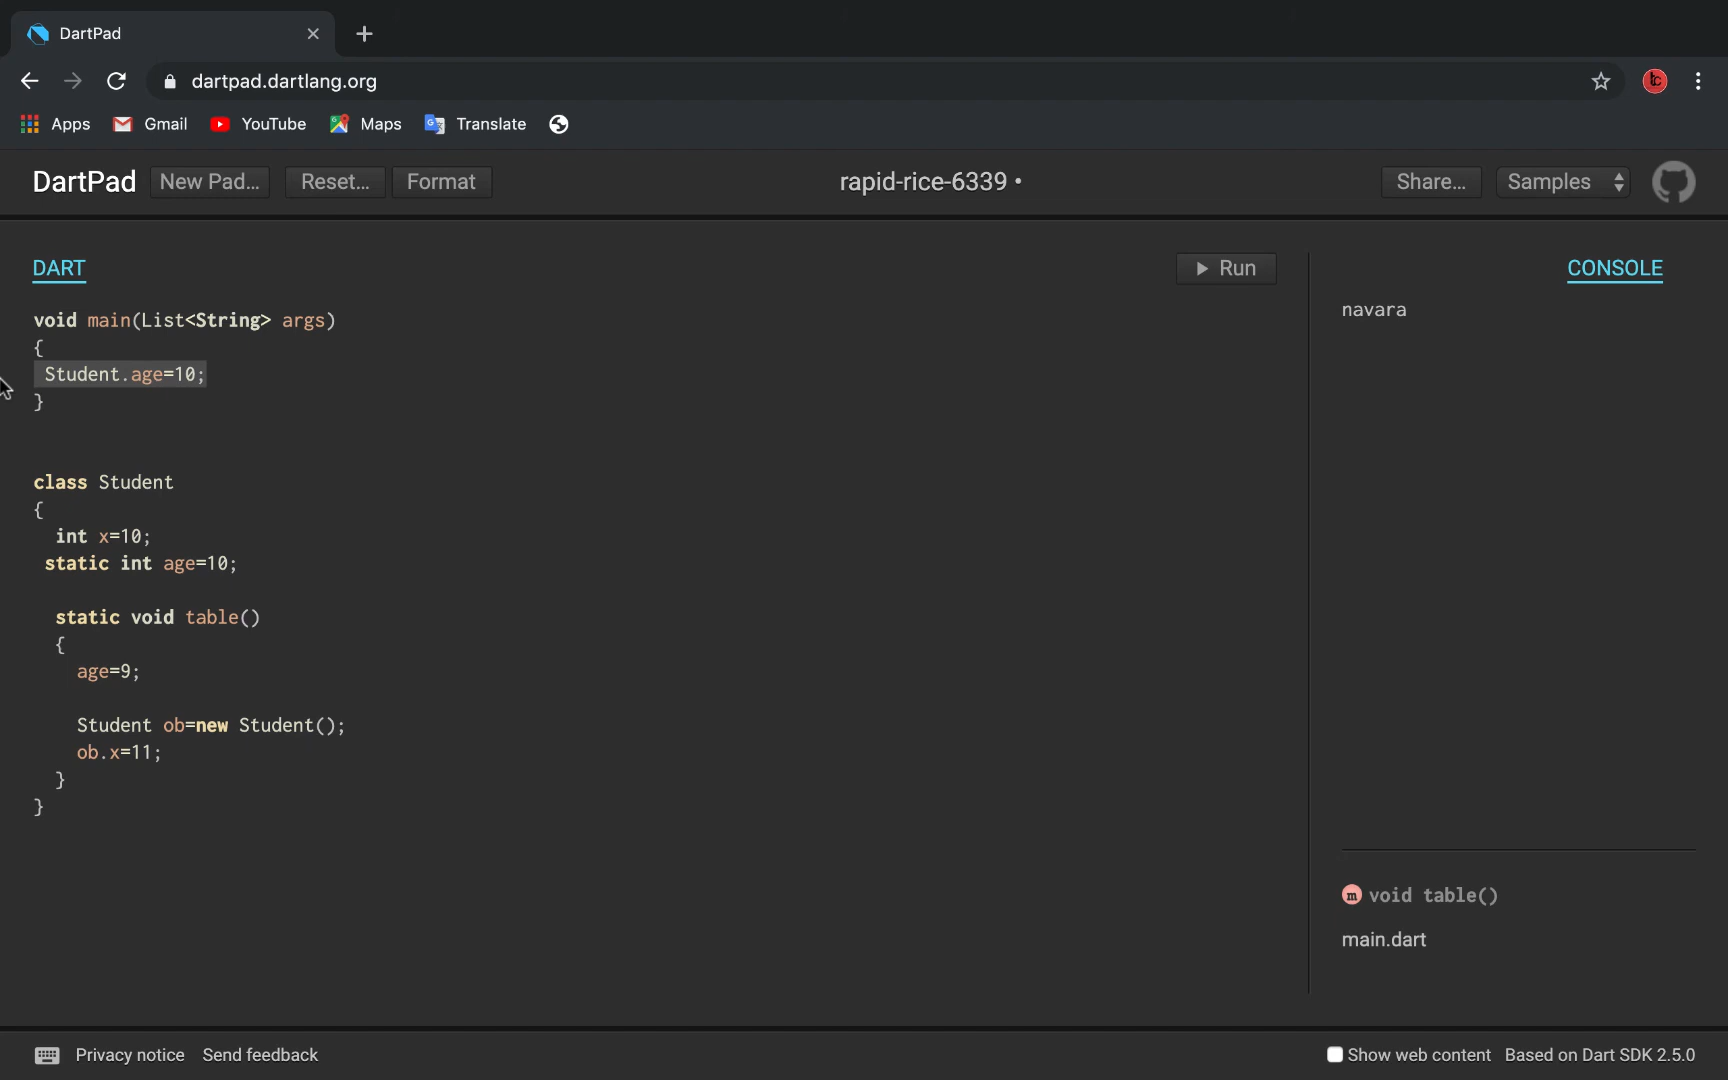 DartPad
dartpad.dartlang.org
Apps Gmail YouTube Maps Translate
DartPad New Pad... Reset... Format rapid-rice-6339 • Share... Samples
DART Run CONSOLE
void main(List<String> args)
{
Student.age=10;
}
class Student
{
int x=10;
static int age=10;
static void table()
{
age=9;
Student ob=new Student();
ob.x=11;
}
}
navara
m void table()
main.dart
Privacy notice Send feedback Show web content Based on Dart SDK 2.5.0